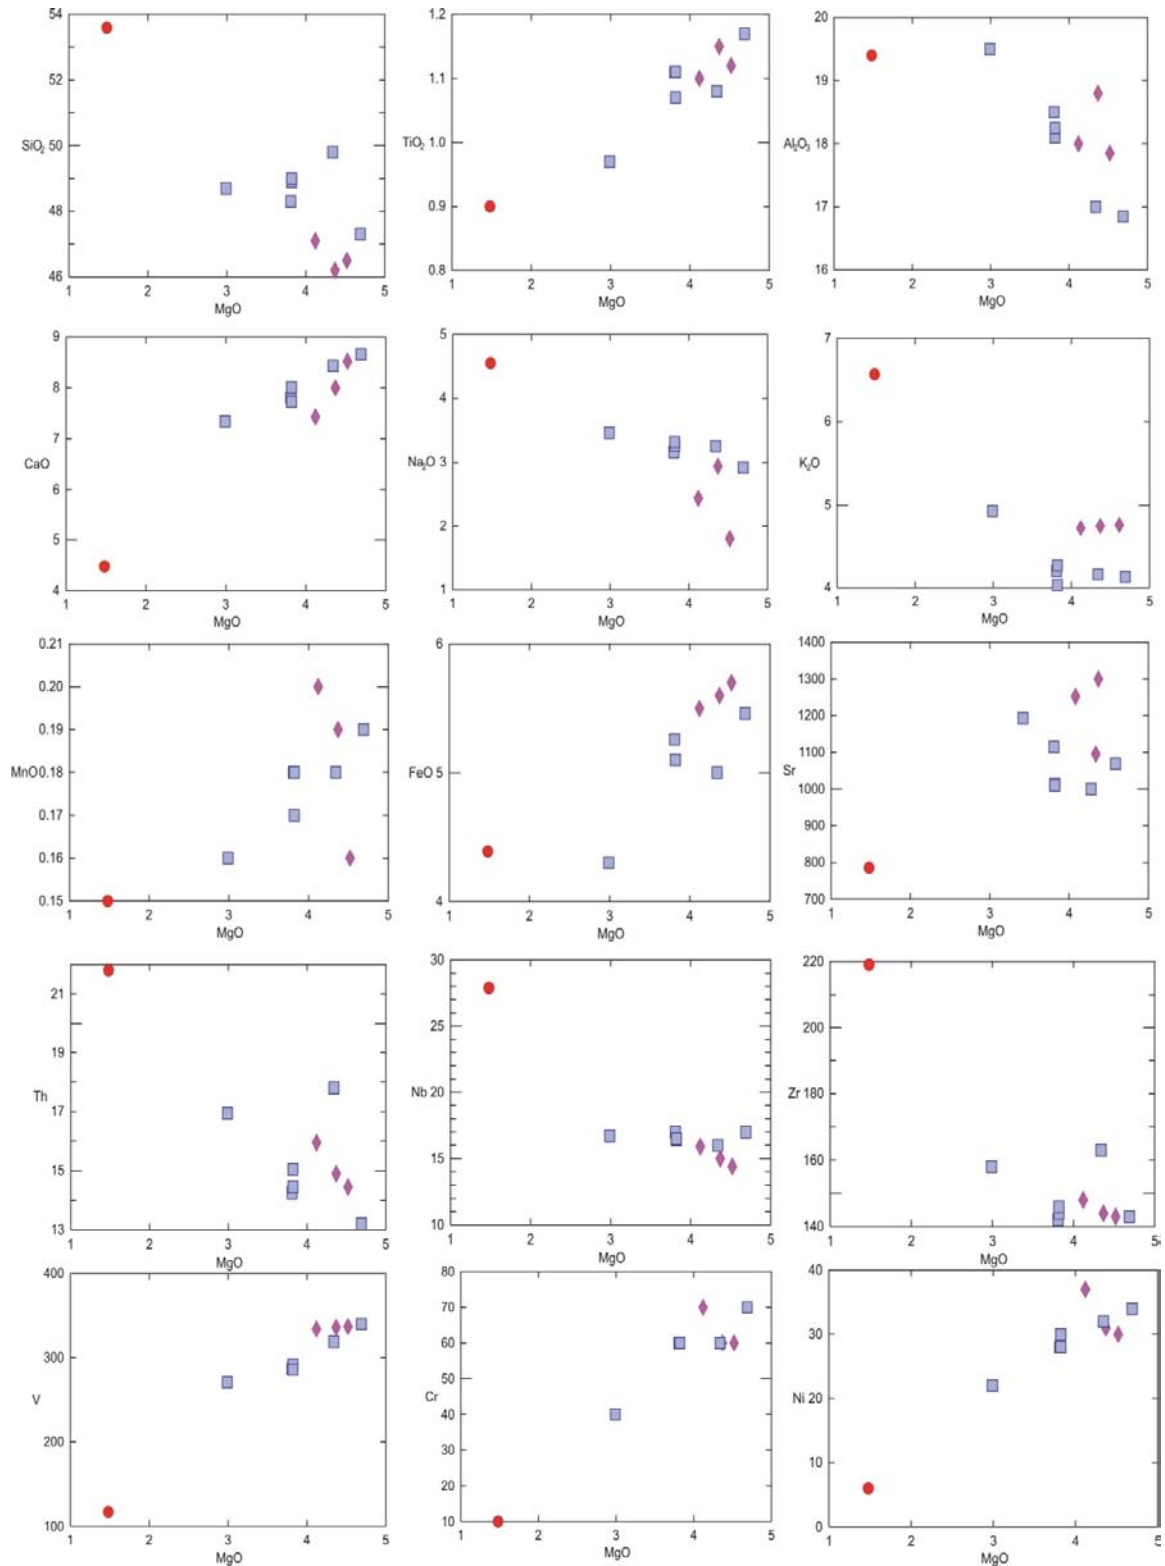 54
52
SiO2 50
48
46
1 2 3 4 5
MgO
1.2
1.1
TiO2 1.0
0.9
0.8
1 2 3 4 5
MgO
20
19
Al2O3 18
17
16
1 2 3 4 5
MgO
9
8
7
CaO
6
5
4
1 2 3 4 5
MgO
5
4
Na2O 3
2
1
1 2 3 4 5
MgO
7
6
K2O
5
4
1 2 3 4 5
MgO
0.21
0.20
0.19
MnO 0.18
0.17
0.16
0.15
1 2 3 4 5
MgO
6
FeO 5
4
1 2 3 4 5
MgO
1400
1300
1200
1100
Sr
1000
900
800
700
1 2 3 4 5
MgO
21
19
Th
17
15
13
1 2 3 4 5
MgO
30
25
Nb 20
15
10
1 2 3 4 5
MgO
220
200
Zr 180
160
140
1 2 3 4 5
MgO
400
300
V
200
100
1 2 3 4 5
MgO
80
70
60
50
Cr
40
30
20
10
1 2 3 4 5
MgO
40
30
Ni 20
10
0
1 2 3 4 5
MgO